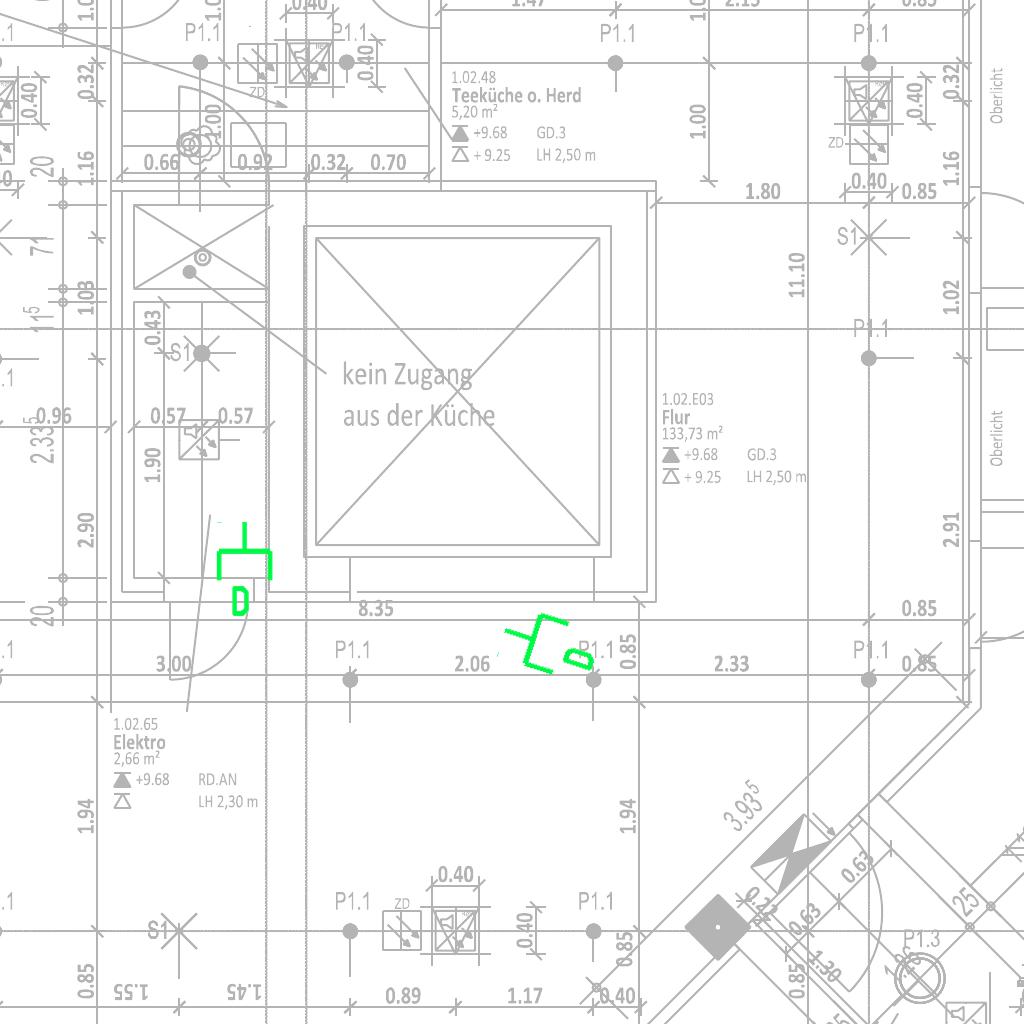 1.47
2.15
0.85
0.40
P1.1
P1.1
P1.1
P1.1
0.32
0.40
0.40
ZD
1.00
1.02.48
Teeküche o. Herd
5,20 m²
+9.68 GD.3
+ 9.25 LH 2,50 m
1.00
0.32
0.40
ZD
Oberlicht
20
1.16
0.66
0.92
0.32
0.70
1.16
0.40
0.85
1.80
71
S1
1.03
11.10
1.02
11⁵
0.43
S1
P1.1
kein Zugang
aus der Küche
0.96
2.33⁵
0.57
0.57
1.90
1.02.E03
Flur
133,73 m²
+9.68 GD.3
+ 9.25 LH 2,50 m
Oberlicht
2.90
2.91
D
20
8.35
0.85
P1.1
D
P1.1
0.85
P1.1
3.00
2.06
2.33
0.85
1.02.65
Elektro
2,66 m²
+9.68 RD.AN
LH 2,30 m
1.94
1.94
3.93⁵
0.63
0.40
P1.1
ZD
P1.1
S1
0.40
0.63
25
P1.3
0.85
0.85
0.85
1.30
1.55
1.45
0.89
1.17
0.40